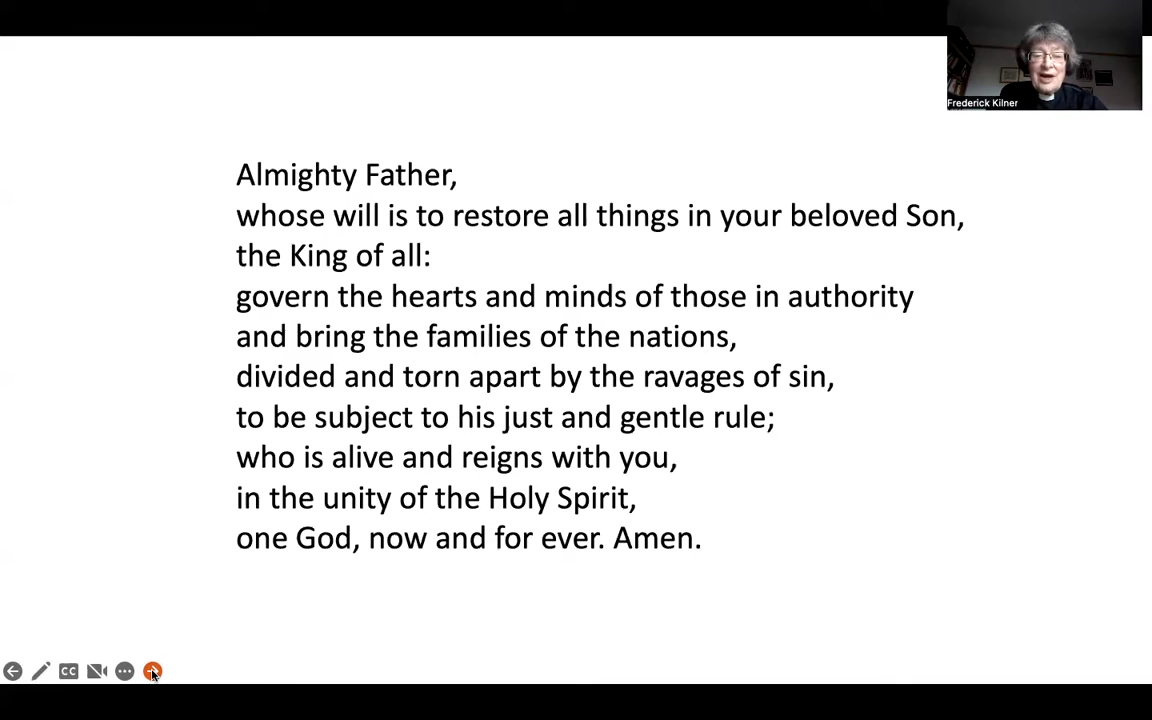 Frederick Kilner
Almighty Father,
whose will is to restore all things in your beloved Son,
the King of all:
govern the hearts and minds of those in authority
and bring the families of the nations,
divided and torn apart by the ravages of sin,
to be subject to his just and gentle rule;
who is alive and reigns with you,
in the unity of the Holy Spirit,
one God, now and for ever. Amen.
CC